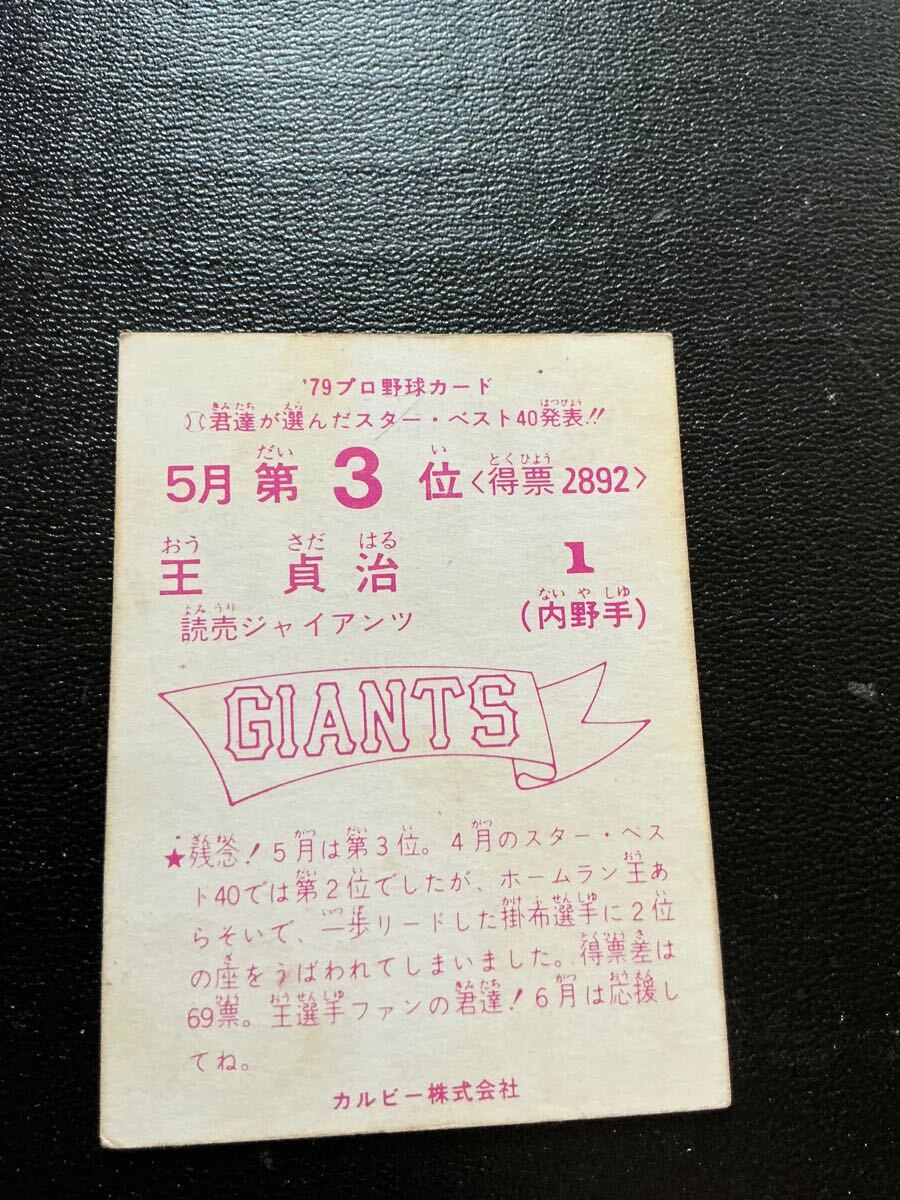 '79プロ野球カード
君達が選んだスター・ベスト40発表!!
5月第3位〈得票2892〉
王 貞治 1
読売ジャイアンツ (内野手)
GIANTS
★残念！5月は第3位。4月のスター・ベス
ト40では第2位でしたが、ホームラン王あ
らそいで、一歩リードした掛布選手に2位
の座をうばわれてしまいました。得票差は
69票。王選手ファンの君達！6月は応援し
てね。
カルビー株式会社